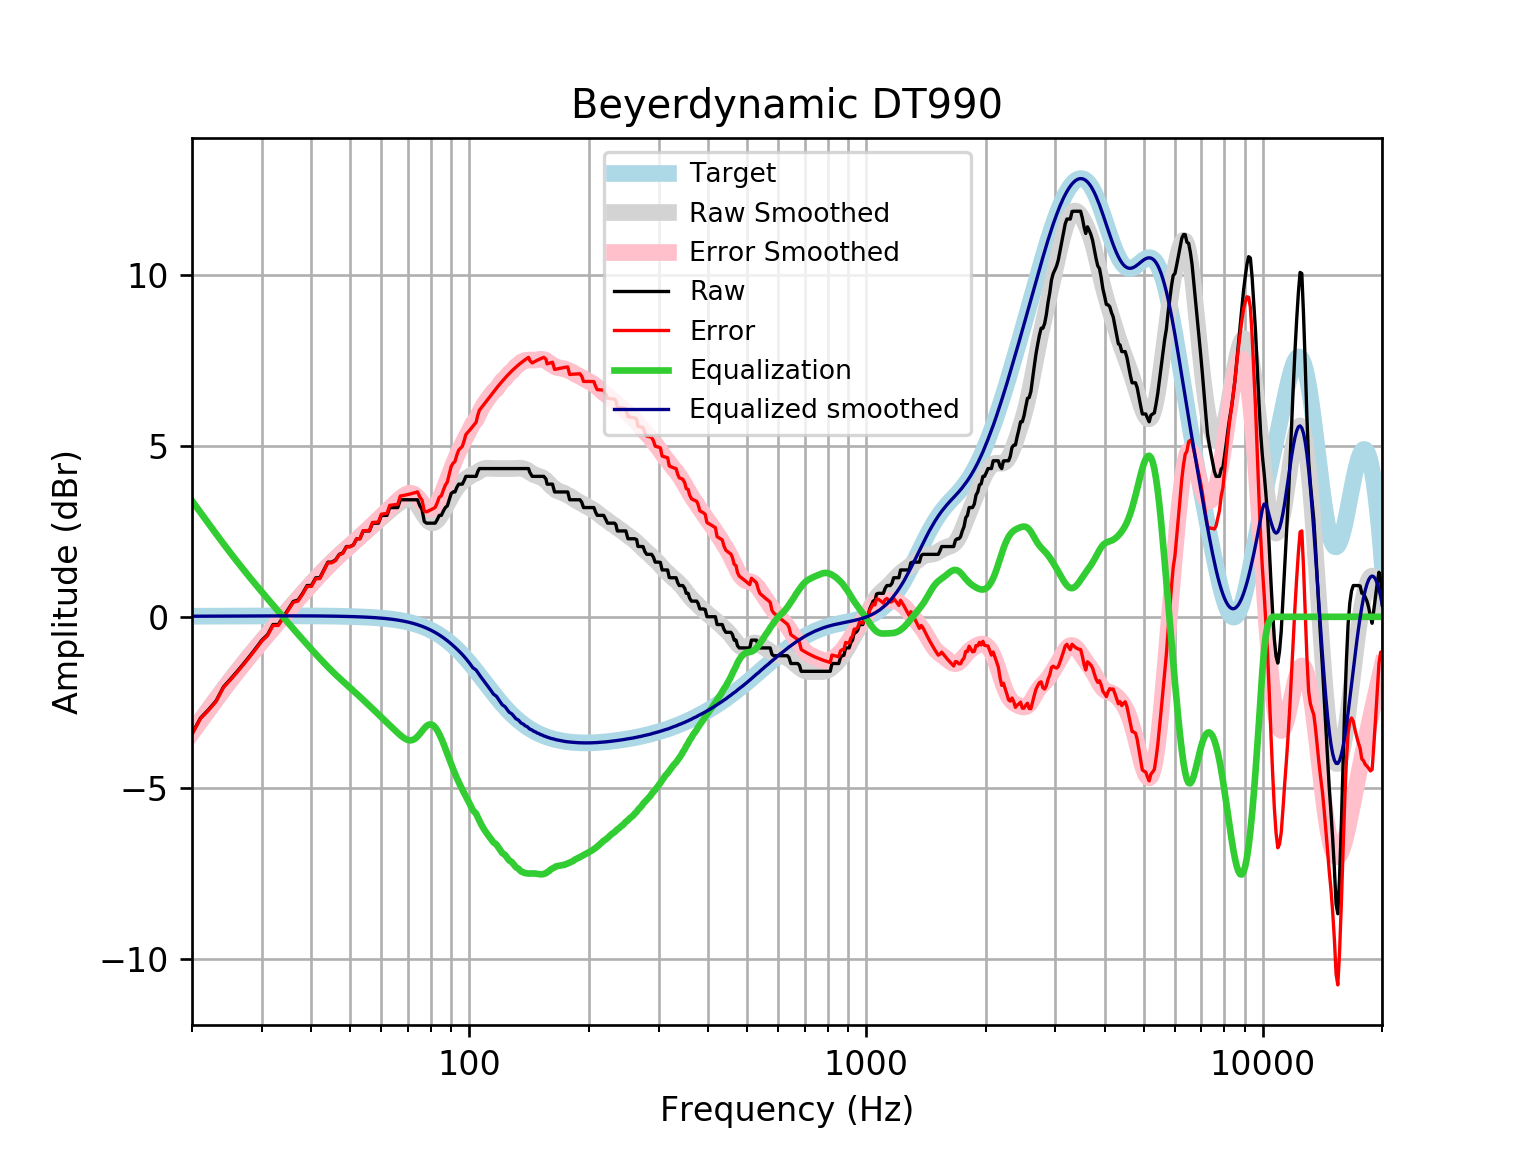 Beyerdynamic DT990
Target
Raw Smoothed
Error Smoothed
Raw
Error
Equalization
Equalized smoothed
10
5
0
−5
−10
Amplitude (dBr)
100
1000
10000
Frequency (Hz)